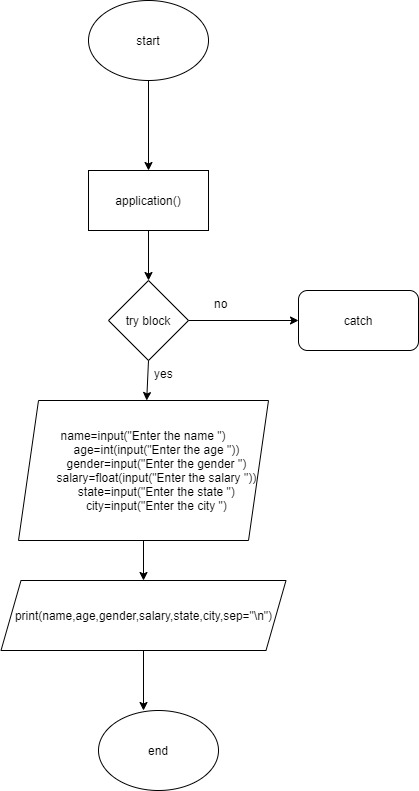 start
application()
try block
no
catch
yes
name=input("Enter the name ")
age=int(input("Enter the age "))
gender=input("Enter the gender ")
salary=float(input("Enter the salary "))
state=input("Enter the state ")
city=input("Enter the city ")
print(name,age,gender,salary,state,city,sep="\n")
end